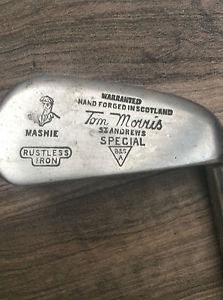 WARRANTED
HAND FORGED IN SCOTLAND
Tom Morris
ST ANDREWS
SPECIAL
MASHIE
RUSTLESS
IRON
A